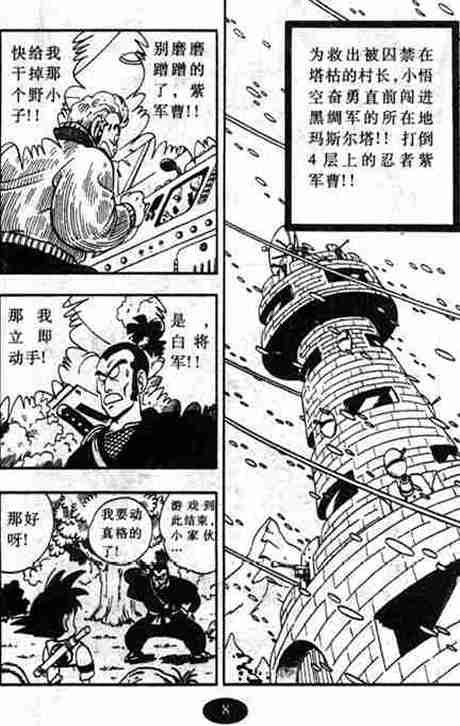 为救出被囚禁在
塔枯的村长,小悟
空奋勇直前闯进
黑绸军的所在地
玛斯尔塔!! 打倒
4层上的忍者紫
军曹!!
别磨磨
蹭蹭的
了,紫
军曹!!
快给我
干掉那
个野小
子!!
是,
白将
军!!
那我
立即
动手!
游戏到
此结束,
小家伙
…
我要动
真格的
了!
那好
呀!
8